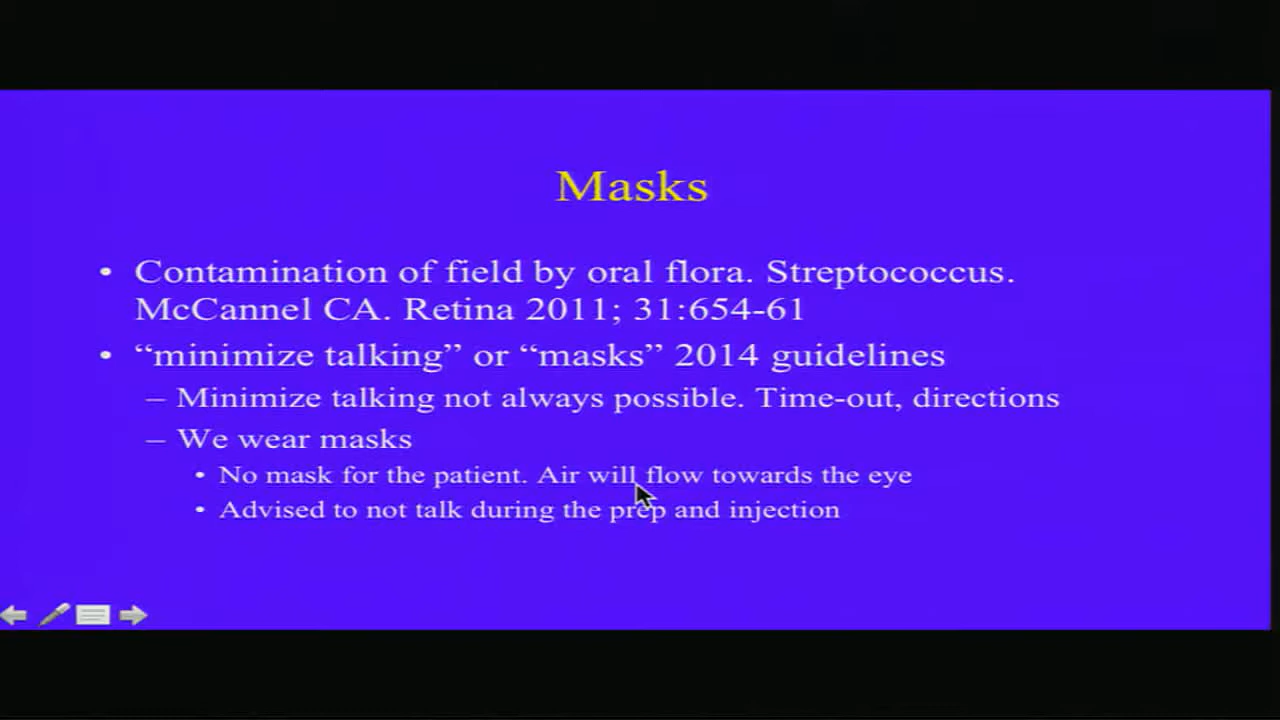 Masks
• Contamination of field by oral flora. Streptococcus.
McCannel CA. Retina 2011; 31:654-61
• “minimize talking” or “masks” 2014 guidelines
– Minimize talking not always possible. Time-out, directions
– We wear masks
• No mask for the patient. Air will flow towards the eye
• Advised to not talk during the prep and injection